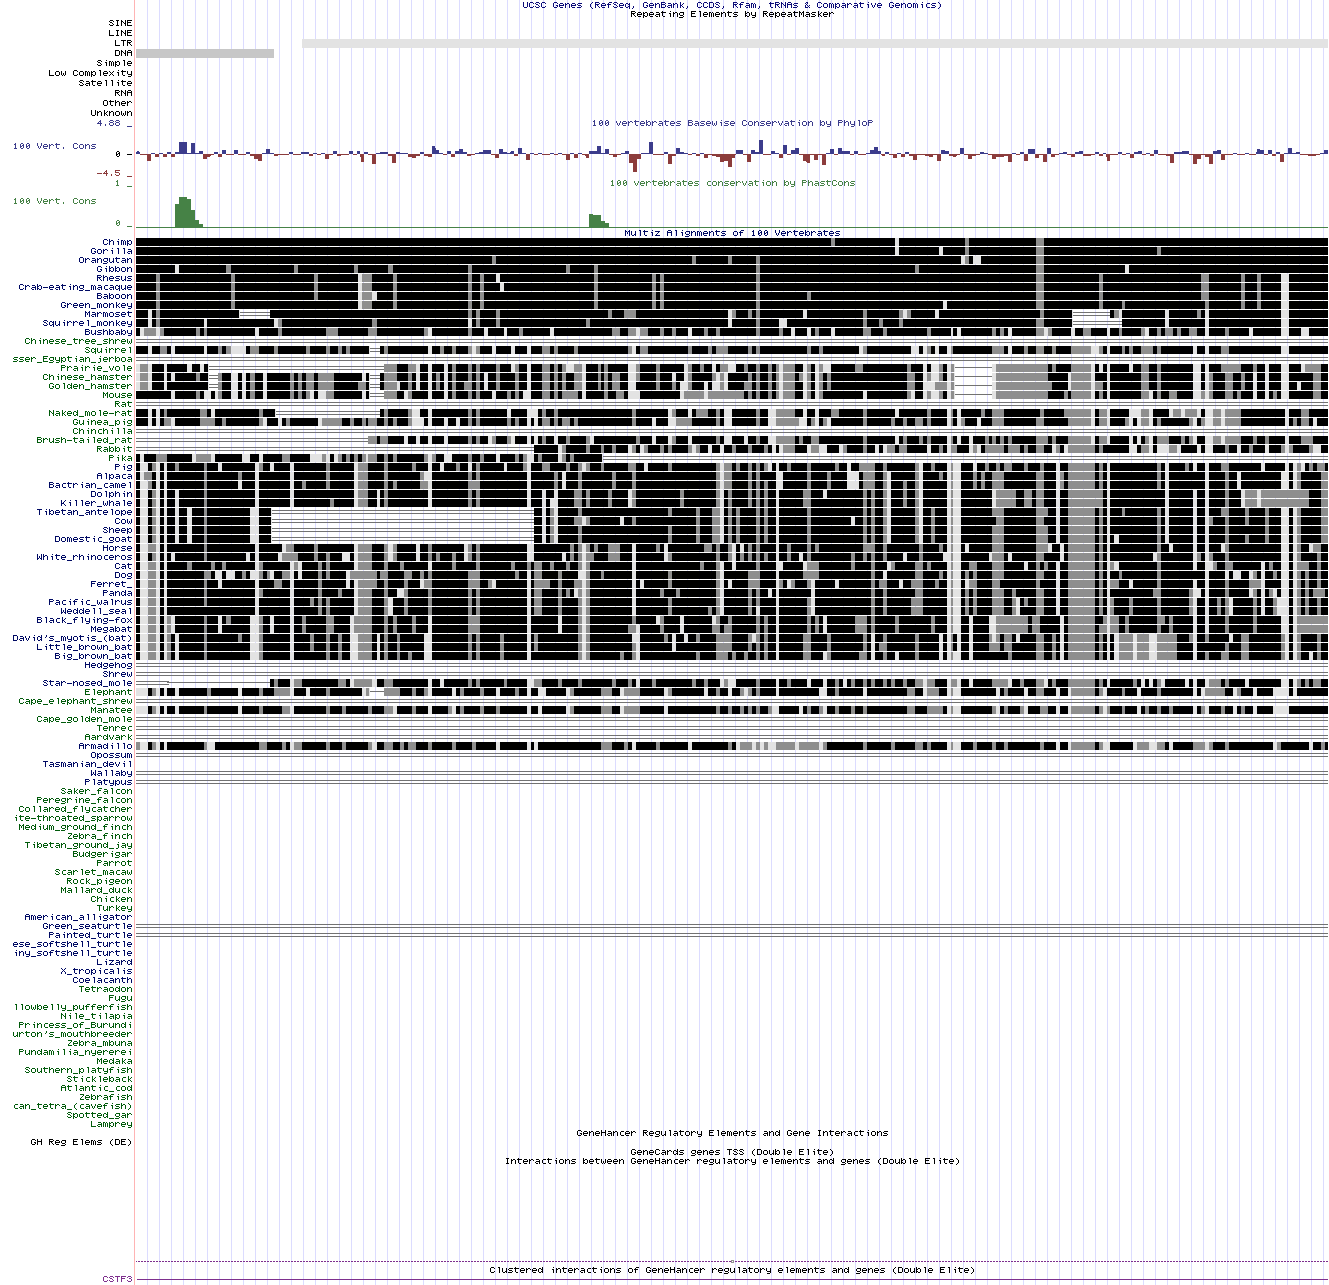 UCSC Genes (RefSeq, GenBank, CCDS, Rfam, tRNAs & Comparative Genomics)
Repeating Elements by RepeatMasker
SINE
LINE
LTR
DNA
Simple
Low Complexity
Satellite
RNA
Other
Unknown
4.88 _
100 vertebrates Basewise Conservation by PhyloP
100 Vert. Cons
0 _
-4.5 _
1 _
100 vertebrates conservation by PhastCons
100 Vert. Cons
0 _
Multiz Alignments of 100 Vertebrates
Chimp
Gorilla
Orangutan
Gibbon
Rhesus
Crab-eating_macaque
Baboon
Green_monkey
Marmoset
Squirrel_monkey
Bushbaby
Chinese_tree_shrew
Squirrel
sser_Egyptian_jerboa
Prairie_vole
Chinese_hamster
Golden_hamster
Mouse
Rat
Naked_mole-rat
Guinea_pig
Chinchilla
Brush-tailed_rat
Rabbit
Pika
Pig
Alpaca
Bactrian_camel
Dolphin
Killer_whale
Tibetan_antelope
Cow
Sheep
Domestic_goat
Horse
White_rhinoceros
Cat
Dog
Ferret_
Panda
Pacific_walrus
Weddell_seal
Black_flying-fox
Megabat
David's_myotis_(bat)
Little_brown_bat
Big_brown_bat
Hedgehog
Shrew
Star-nosed_mole
Elephant
Cape_elephant_shrew
Manatee
Cape_golden_mole
Tenrec
Aardvark
Armadillo
Opossum
Tasmanian_devil
Wallaby
Platypus
Saker_falcon
Peregrine_falcon
Collared_flycatcher
ite-throated_sparrow
Medium_ground_finch
Zebra_finch
Tibetan_ground_jay
Budgerigar
Parrot
Scarlet_macaw
Rock_pigeon
Mallard_duck
Chicken
Turkey
American_alligator
Green_seaturtle
Painted_turtle
ese_softshell_turtle
iny_softshell_turtle
Lizard
X_tropicalis
Coelacanth
Tetraodon
Fugu
llowbelly_pufferfish
Nile_tilapia
Princess_of_Burundi
urton's_mouthbreeder
Zebra_mbuna
Pundamilia_nyererei
Medaka
Southern_platyfish
Stickleback
Atlantic_cod
Zebrafish
can_tetra_(cavefish)
Spotted_gar
Lamprey
GeneHancer Regulatory Elements and Gene Interactions
GH Reg Elems (DE)
GeneCards genes TSS (Double Elite)
Interactions between GeneHancer regulatory elements and genes (Double Elite)
Clustered interactions of GeneHancer regulatory elements and genes (Double Elite)
CSTF3